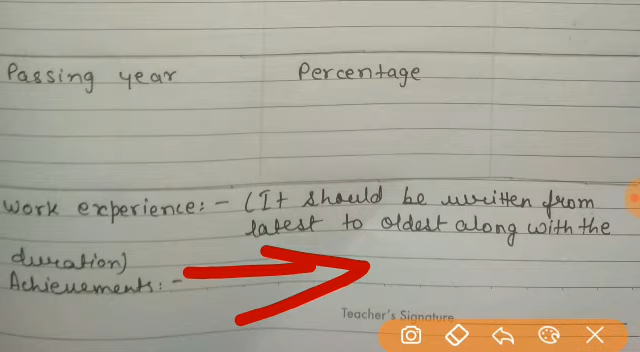 Passing year Percentage
Work experience:- (It should be written from
latest to oldest along with the
duration)
Achievements:-
Teacher's Signature